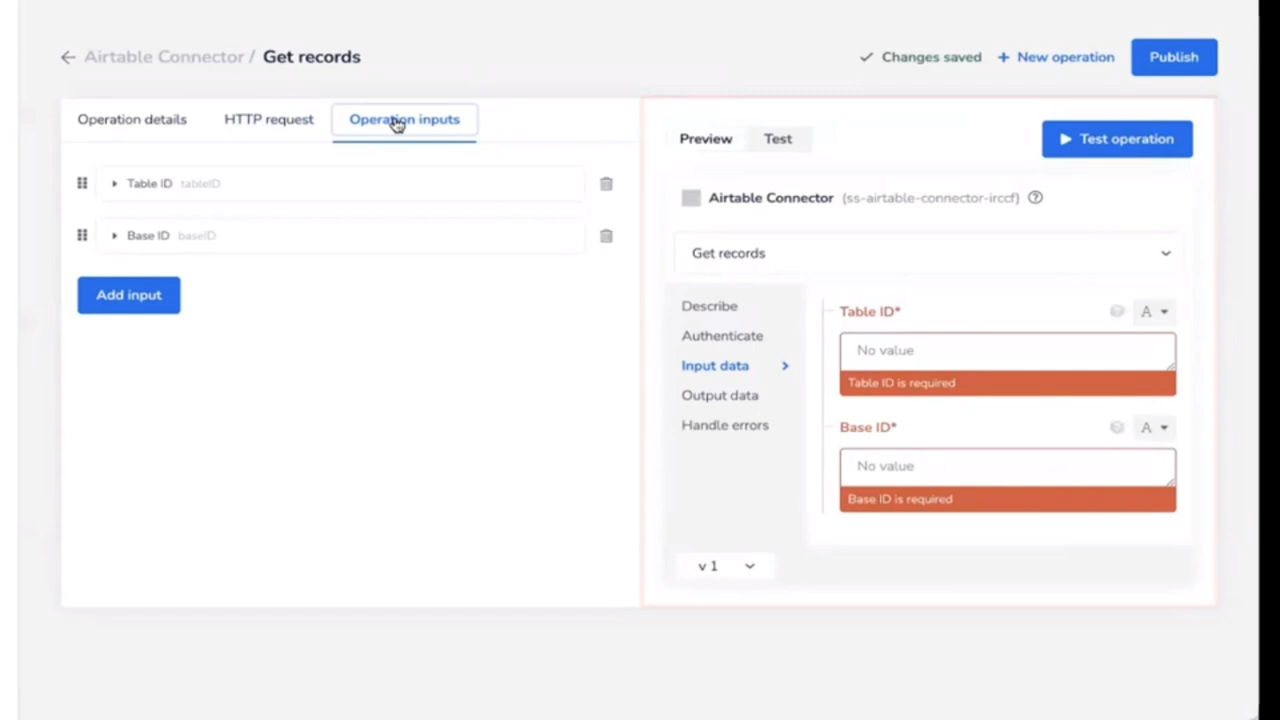 Airtable Connector / Get records
Changes saved
New operation
Publish
Operation details
HTTP request
Operation inputs
Table ID tableID
Base ID baseID
Add input
Preview
Test
Test operation
Airtable Connector (ss-airtable-connector-irccf)
Get records
Describe
Authenticate
Input data
Output data
Handle errors
v 1
Table ID*
A
No value
Table ID is required
Base ID*
A
No value
Base ID is required